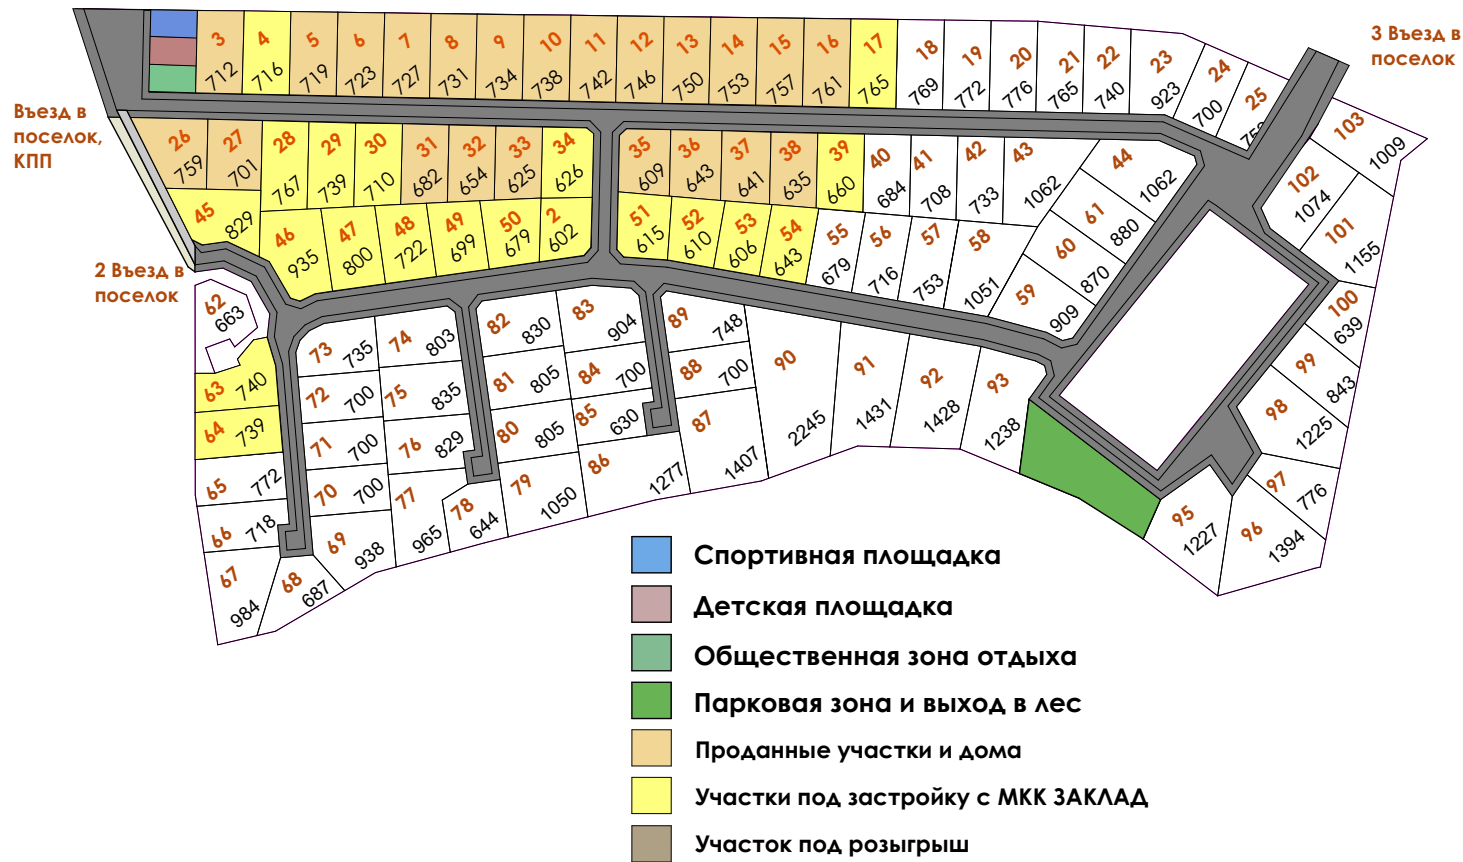 3 4 5 6 7 8 9 10 11 12 13 14 15 16 17 18 19 20 21 22 23 24 25
712 716 719 723 727 731 734 738 742 746 750 753 757 761 765 769 772 776 765 740 923 700
3 Въезд в
поселок
Въезд в
поселок,
КПП
26 27 28 29 30 31 32 33 34 35 36 37 38 39 40 41 42 43 44 103
759 701 767 739 710 682 654 625 626 609 643 641 635 660 684 708 733 1062 1062 1009
102
1074
45 46 47 48 49 50 2 51 52 53 54 55 56 57 58 61 60 59 101
829 935 800 722 699 679 602 615 610 606 643 679 716 753 1051 880 870 909 1155
2 Въезд в
поселок
62
663
63 740
64 739
65 772
66 718
67 984
68 687
69 938
70 700
71 700
72 700
73 735
74 803
75 835
76 829
77 965
78 644
79 1050
80 805
81 805
82 830
83 904
84 700
85 630
86 1277
87 1407
88 700
89 748
90 2245
91 1431
92 1428
93 1238
100 639
99 843
98 1225
97 776
96 1394
95 1227
Спортивная площадка
Детская площадка
Общественная зона отдыха
Парковая зона и выход в лес
Проданные участки и дома
Участки под застройку с МКК ЗАКЛАД
Участок под розыгрыш